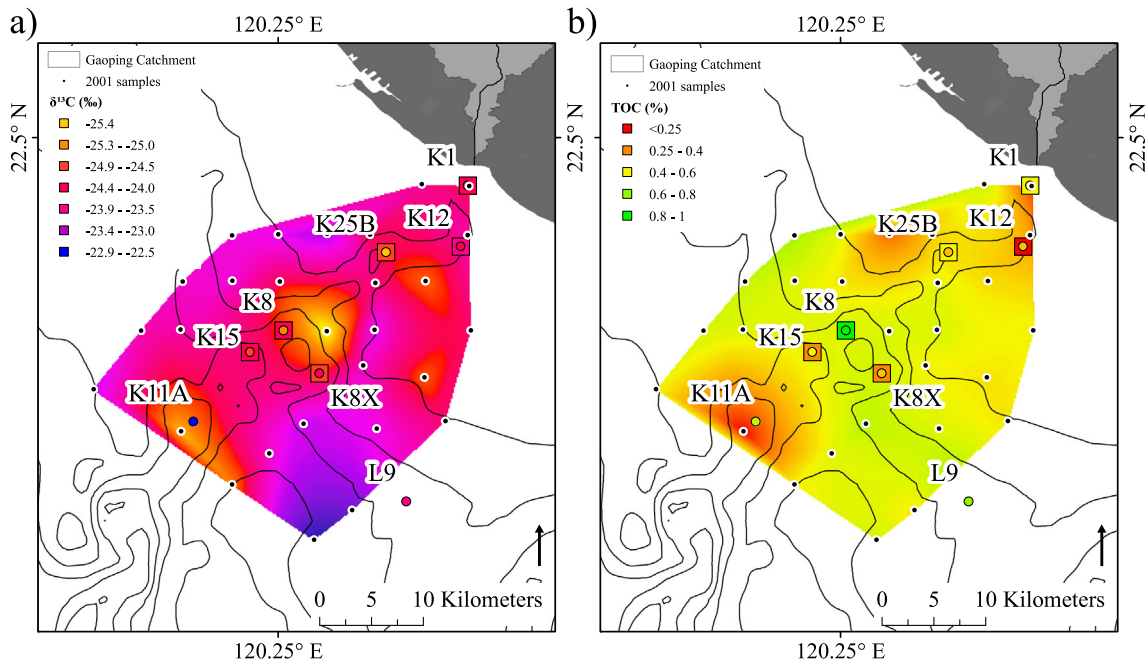 a)
120.25° E
Gaoping Catchment
2001 samples
δ¹³C (‰)
-25.4
-25.3 - -25.0
-24.9 - -24.5
-24.4 - -24.0
-23.9 - -23.5
-23.4 - -23.0
-22.9 - -22.5
22.5° N
K1
K12
K25B
K8
K15
K8X
K11A
L9
0 5 10 Kilometers
120.25° E
b)
120.25° E
Gaoping Catchment
2001 samples
TOC (%)
<0.25
0.25 - 0.4
0.4 - 0.6
0.6 - 0.8
0.8 - 1
22.5° N
K1
K12
K25B
K8
K15
K8X
K11A
L9
0 5 10 Kilometers
120.25° E